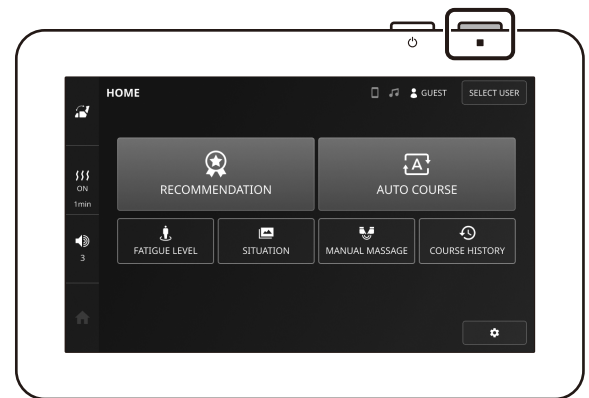 HOME
GUEST
SELECT USER
ON
1min
3
RECOMMENDATION
A
AUTO COURSE
FATIGUE LEVEL
SITUATION
MANUAL MASSAGE
COURSE HISTORY